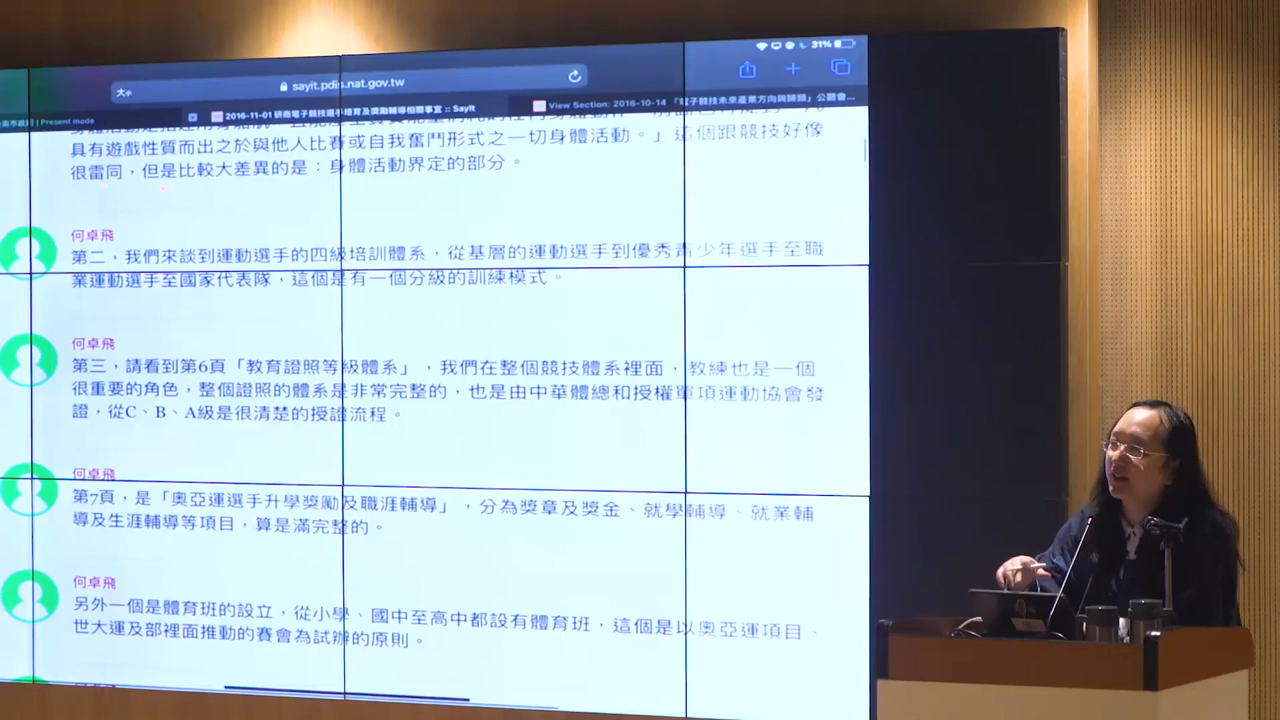 31%
大小 sayit.pdis.nat.gov.tw
市政府 | Present mode
2016-11-01 研商電子競技選手培育及獎勵輔導相關事宜 :: SayIt
View Section: 2016-10-14 「電子競技未來產業方向與歸類」公聽會...
具有遊戲性質而出之於與他人比賽或自我奮鬥形式之一切身體活動。」這個跟競技好像
很雷同，但是比較大差異的是：身體活動界定的部分。
何卓飛
第二，我們來談到運動選手的四級培訓體系，從基層的運動選手到優秀青少年選手至職
業運動選手至國家代表隊，這個是有一個分級的訓練模式。
何卓飛
第三，請看到第6頁「教育證照等級體系」，我們在整個競技體系裡面，教練也是一個
很重要的角色，整個證照的體系是非常完整的，也是由中華體總和授權單項運動協會發
證，從C、B、A級是很清楚的授證流程。
何卓飛
第7頁，是「奧亞運選手升學獎勵及職涯輔導」，分為獎章及獎金、就學輔導、就業輔
導及生涯輔導等項目，算是滿完整的。
何卓飛
另外一個是體育班的設立，從小學、國中至高中都設有體育班，這個是以奧亞運項目、
世大運及部裡面推動的賽會為試辦的原則。